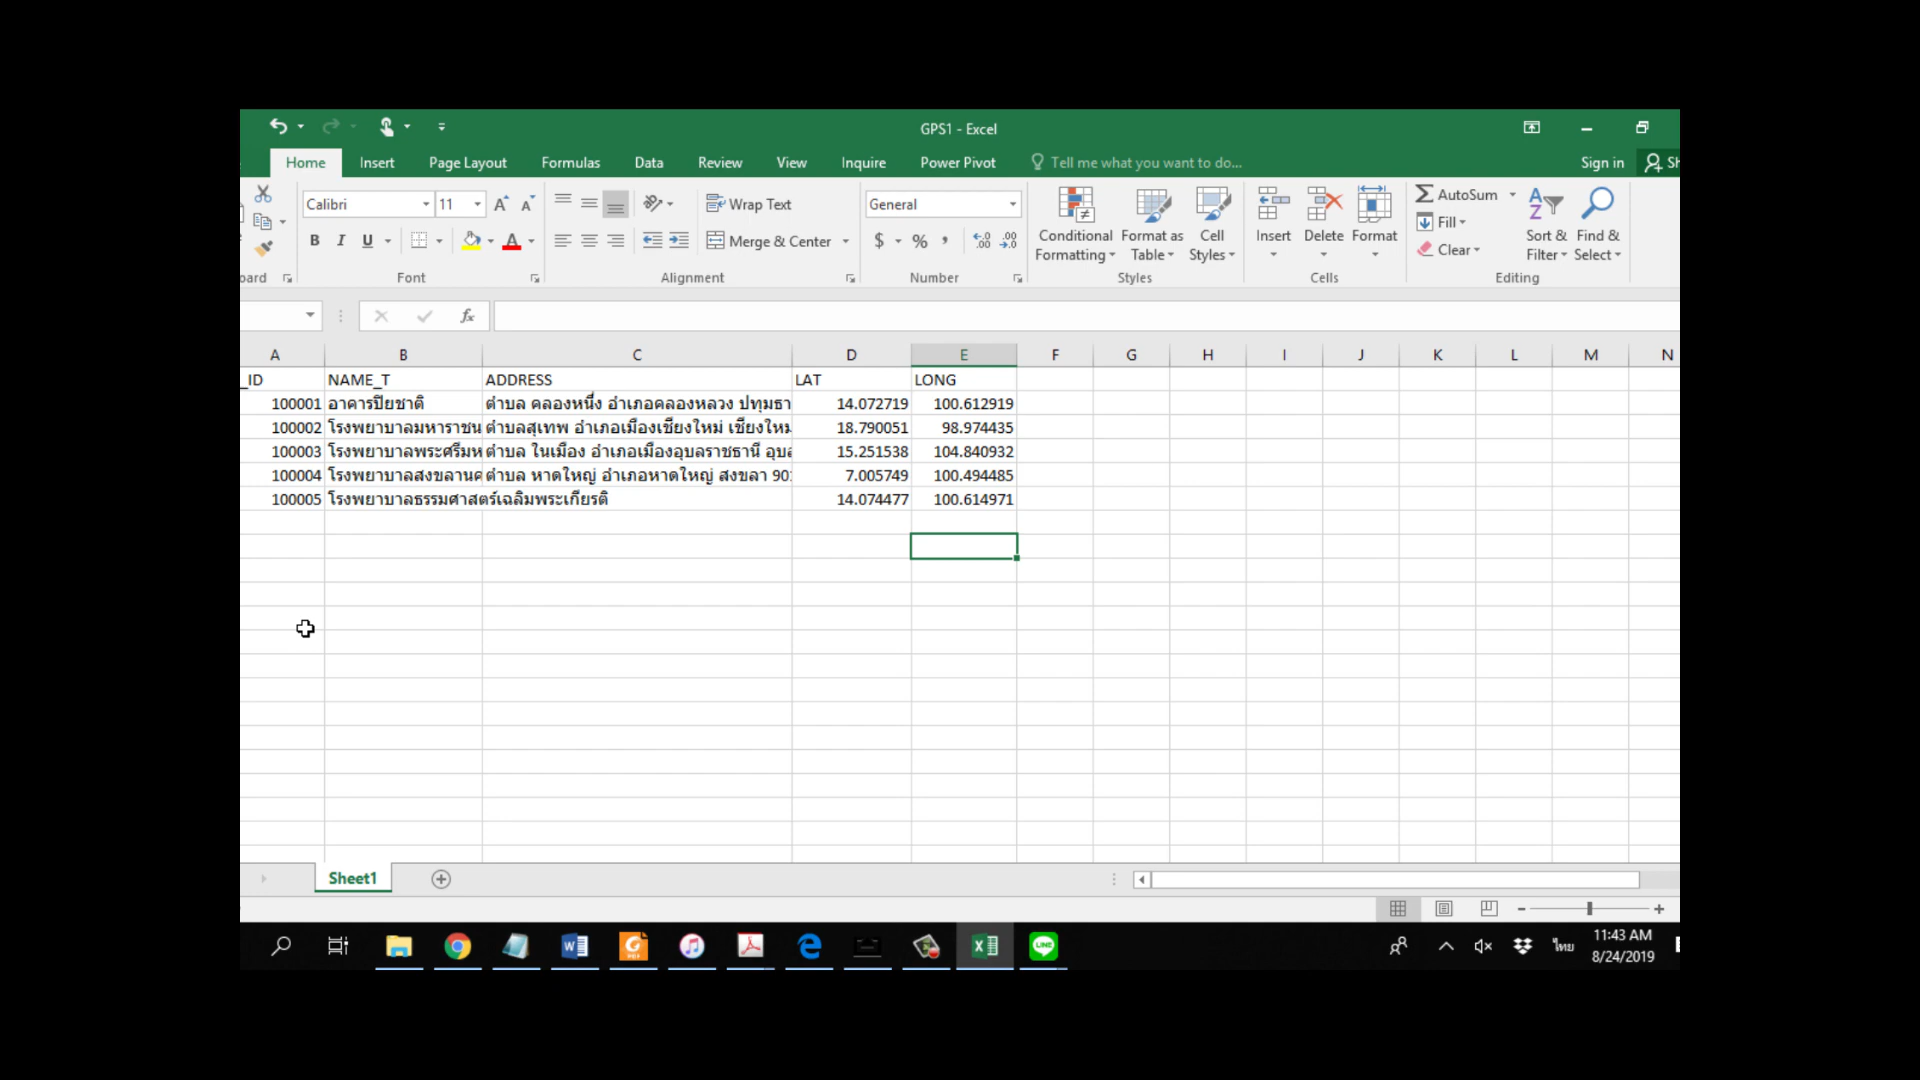 GPS1 - Excel
Home Insert Page Layout Formulas Data Review View Inquire Power Pivot Tell me what you want to do... Sign in
Calibri 11 Wrap Text General AutoSum
B I U Merge & Center $ % Conditional Formatting Format as Table Cell Styles Insert Delete Format Fill Sort & Filter Find & Select
Clear
Font Alignment Number Styles Cells Editing
fx
A B C D E F G H I J K L M N
_ID NAME_T ADDRESS LAT LONG
100001 อาคารปิยชาติ ตำบล คลองหนึ่ง อำเภอคลองหลวง ปทุมธา 14.072719 100.612919
100002 โรงพยาบาลมหาราชน ตำบลสุเทพ อำเภอเมืองเชียงใหม่ เชียงใหม 18.790051 98.974435
100003 โรงพยาบาลพระศรีมห ตำบล ในเมือง อำเภอเมืองอุบลราชธานี อุบล 15.251538 104.840932
100004 โรงพยาบาลสงขลานค ตำบล หาดใหญ่ อำเภอหาดใหญ่ สงขลา 90 7.005749 100.494485
100005 โรงพยาบาลธรรมศาสตร์เฉลิมพระเกียรติ 14.074477 100.614971
Sheet1
ไทย 11:43 AM
8/24/2019